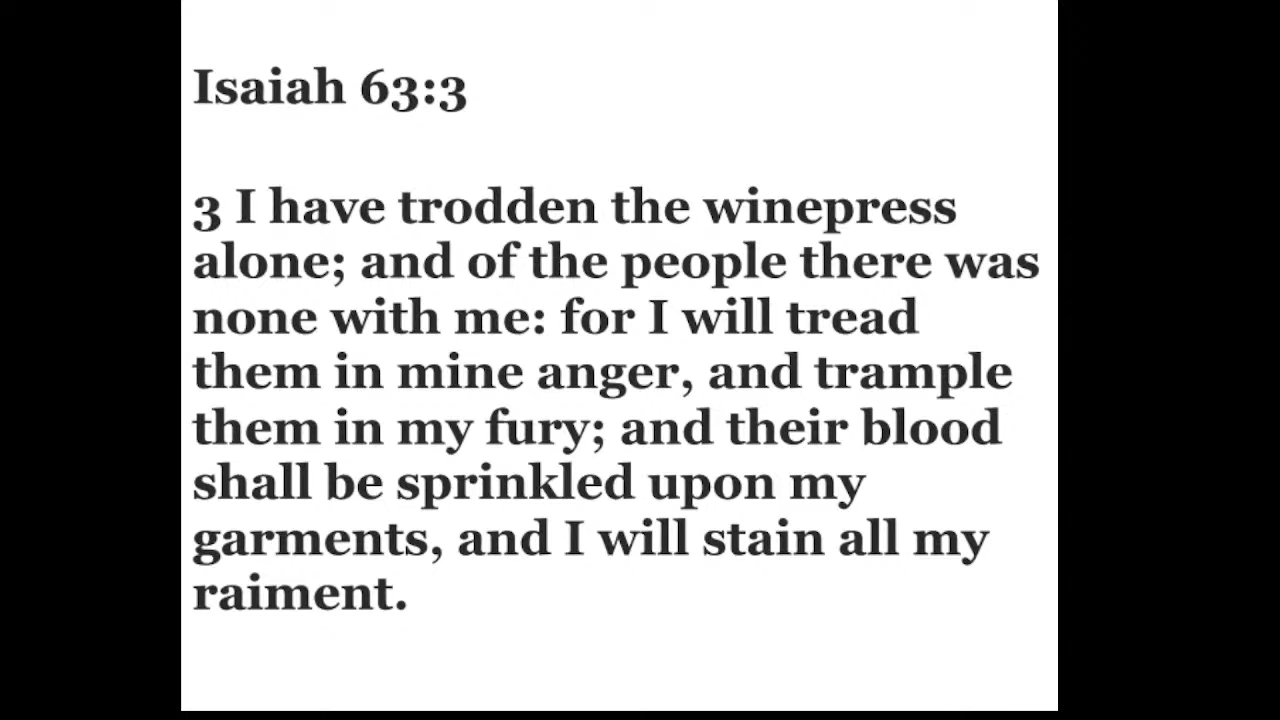 Isaiah 63:3
3 I have trodden the winepress
alone; and of the people there was
none with me: for I will tread
them in mine anger, and trample
them in my fury; and their blood
shall be sprinkled upon my
garments, and I will stain all my
raiment.